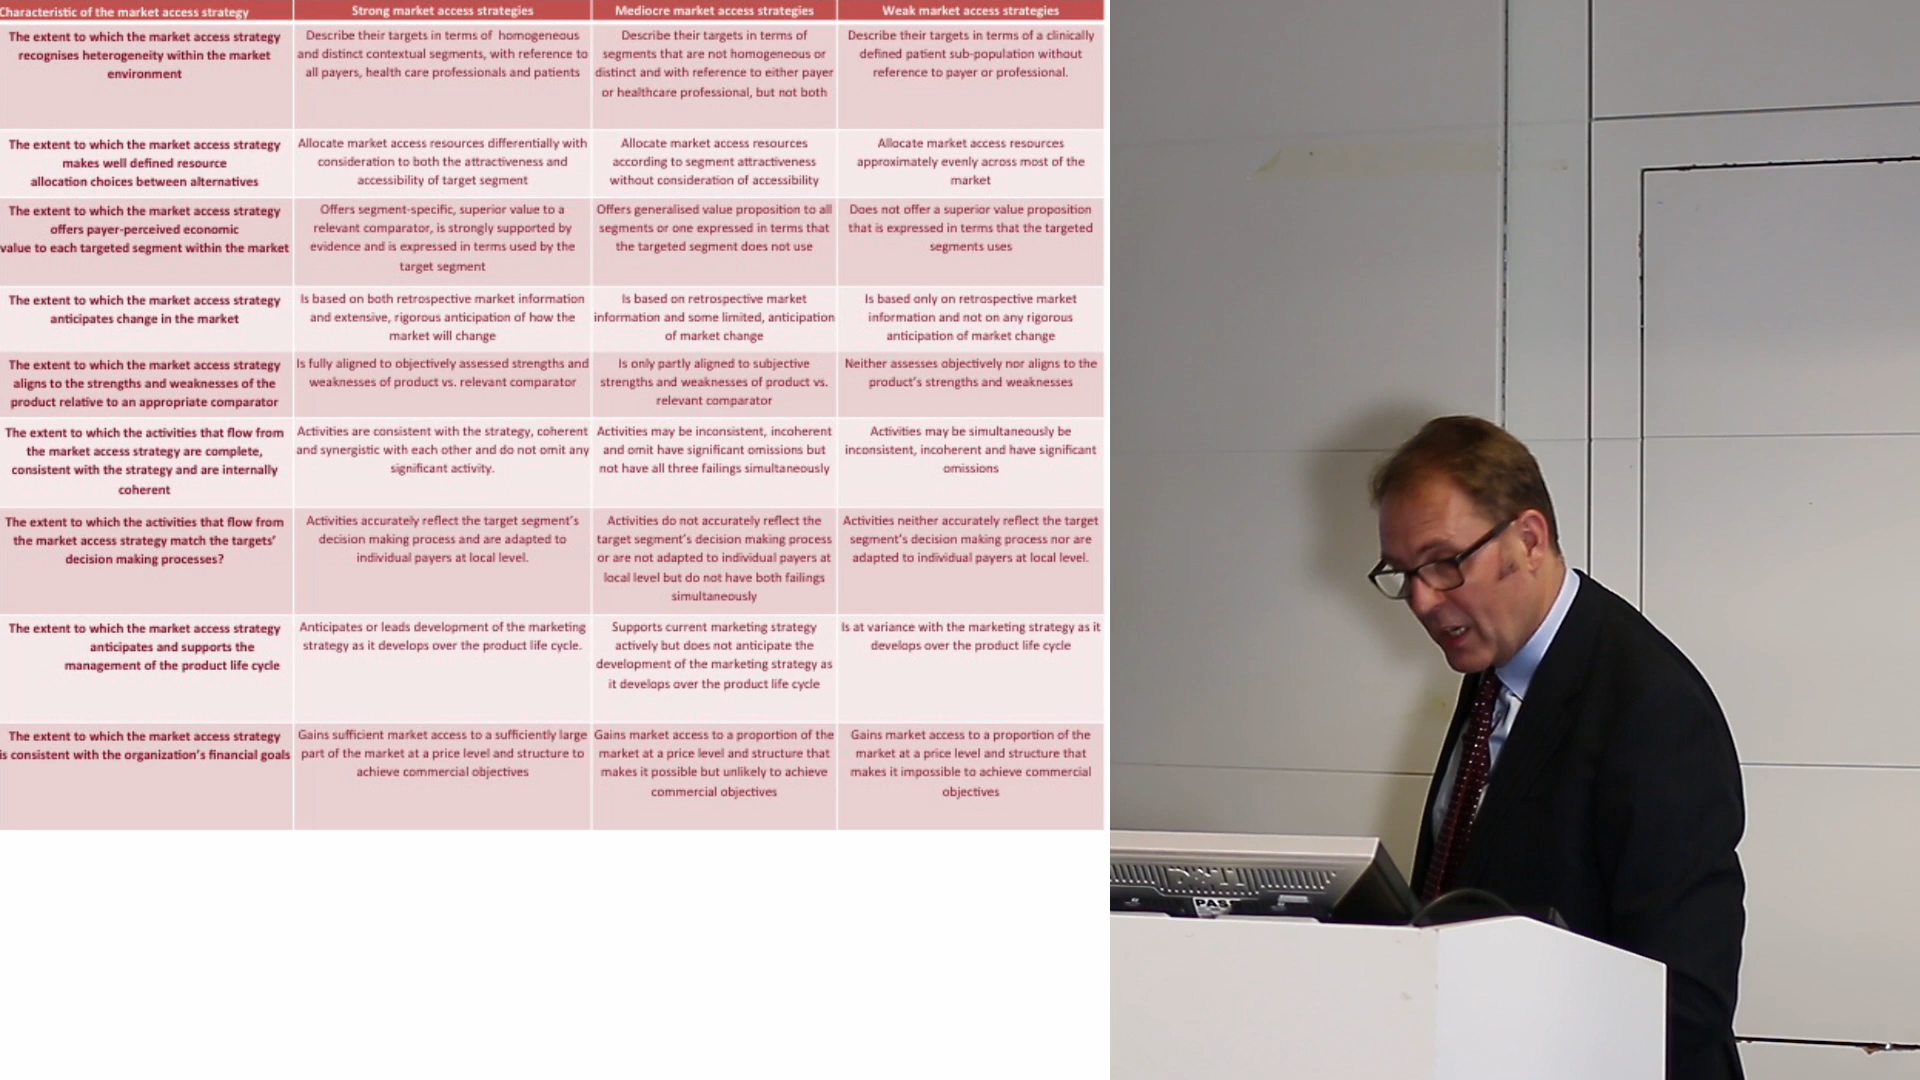 Characteristic of the market access strategy
Strong market access strategies
Mediocre market access strategies
Weak market access strategies
The extent to which the market access strategy
recognises heterogeneity within the market
environment
Describe their targets in terms of homogeneous
and distinct contextual segments, with reference to
all payers, health care professionals and patients
Describe their targets in terms of
segments that are not homogeneous or
distinct and with reference to either payer
or healthcare professional, but not both
Describe their targets in terms of a clinically
defined patient sub-population without
reference to payer or professional.
The extent to which the market access strategy
makes well defined resource
allocation choices between alternatives
Allocate market access resources differentially with
consideration to both the attractiveness and
accessibility of target segment
Allocate market access resources
according to segment attractiveness
without consideration of accessibility
Allocate market access resources
approximately evenly across most of the
market
The extent to which the market access strategy
offers payer-perceived economic
value to each targeted segment within the market
Offers segment-specific, superior value to a
relevant comparator, is strongly supported by
evidence and is expressed in terms used by the
target segment
Offers generalised value proposition to all
segments or one expressed in terms that
the targeted segment does not use
Does not offer a superior value proposition
that is expressed in terms that the targeted
segments uses
The extent to which the market access strategy
anticipates change in the market
Is based on both retrospective market information
and extensive, rigorous anticipation of how the
market will change
Is based on retrospective market
information and some limited, anticipation
of market change
Is based only on retrospective market
information and not on any rigorous
anticipation of market change
The extent to which the market access strategy
aligns to the strengths and weaknesses of the
product relative to an appropriate comparator
Is fully aligned to objectively assessed strengths and
weaknesses of product vs. relevant comparator
Is only partly aligned to subjective
strengths and weaknesses of product vs.
relevant comparator
Neither assesses objectively nor aligns to the
product's strengths and weaknesses
The extent to which the activities that flow from
the market access strategy are complete,
consistent with the strategy and are internally
coherent
Activities are consistent with the strategy, coherent
and synergistic with each other and do not omit any
significant activity.
Activities may be inconsistent, incoherent
and omit have significant omissions but
not have all three failings simultaneously
Activities may be simultaneously be
inconsistent, incoherent and have significant
omissions
The extent to which the activities that flow from
the market access strategy match the targets'
decision making processes?
Activities accurately reflect the target segment's
decision making process and are adapted to
individual payers at local level.
Activities do not accurately reflect the
target segment's decision making process
or are not adapted to individual payers at
local level but do not have both failings
simultaneously
Activities neither accurately reflect the target
segment's decision making process nor are
adapted to individual payers at local level.
The extent to which the market access strategy
anticipates and supports the
management of the product life cycle
Anticipates or leads development of the marketing
strategy as it develops over the product life cycle.
Supports current marketing strategy
actively but does not anticipate the
development of the marketing strategy as
it develops over the product life cycle
Is at variance with the marketing strategy as it
develops over the product life cycle
The extent to which the market access strategy
is consistent with the organization's financial goals
Gains sufficient market access to a sufficiently large
part of the market at a price level and structure to
achieve commercial objectives
Gains market access to a proportion of the
market at a price level and structure that
makes it possible but unlikely to achieve
commercial objectives
Gains market access to a proportion of the
market at a price level and structure that
makes it impossible to achieve commercial
objectives
PAS